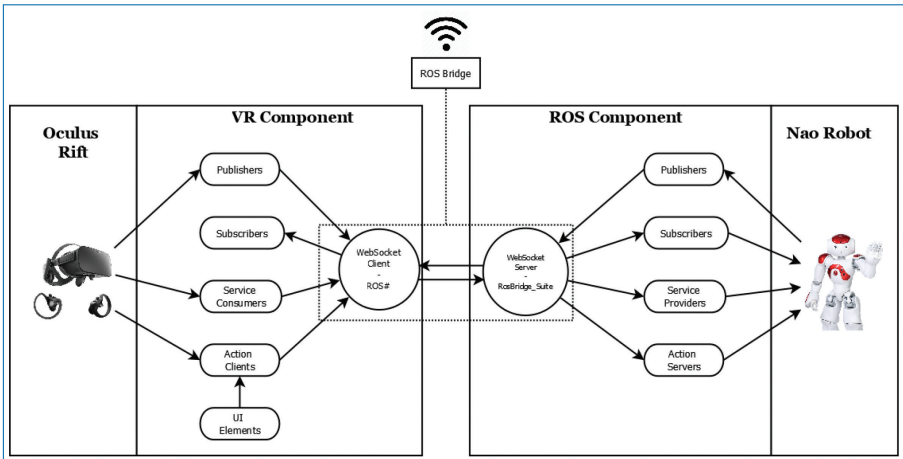 ROS Bridge
Oculus
Rift
VR Component
Publishers
Subscribers
Service
Consumers
Action
Clients
UI
Elements
WebSocket
Client
-
ROS#
ROS Component
WebSocket
Server
-
RosBridge_Suite
Publishers
Subscribers
Service
Providers
Action
Servers
Nao Robot